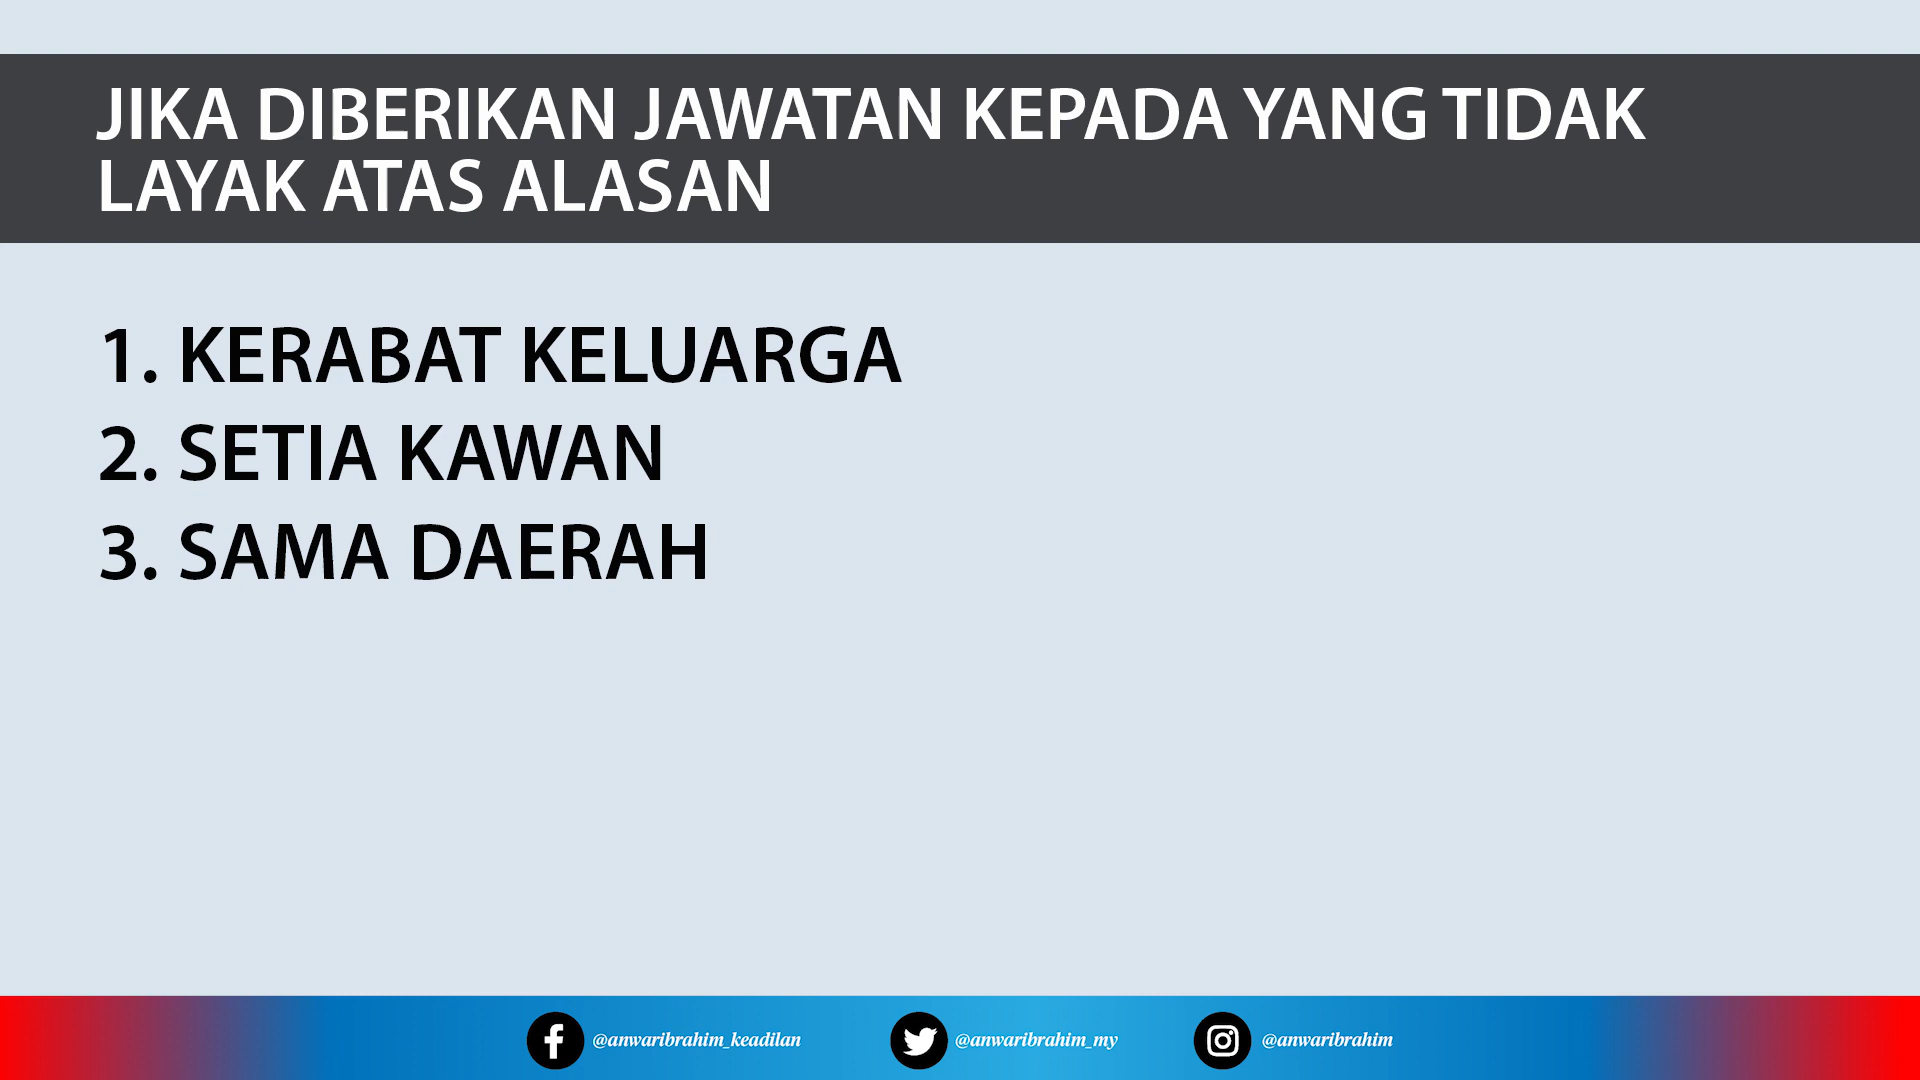 JIKA DIBERIKAN JAWATAN KEPADA YANG TIDAK
LAYAK ATAS ALASAN
1. KERABAT KELUARGA
2. SETIA KAWAN
3. SAMA DAERAH
@anwaribrahim_keadilan
@anwaribrahim_my
@anwaribrahim